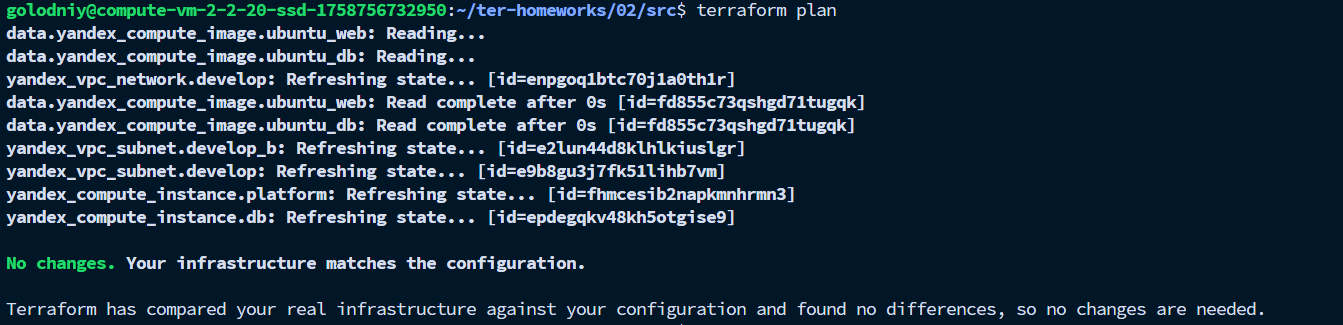 golodniy@compute-vm-2-2-20-ssd-1758756732950:~/ter-homeworks/02/src$ terraform plan
data.yandex_compute_image.ubuntu_web: Reading...
data.yandex_compute_image.ubuntu_db: Reading...
yandex_vpc_network.develop: Refreshing state... [id=enpgoq1btc70j1a0th1r]
data.yandex_compute_image.ubuntu_web: Read complete after 0s [id=fd855c73qshgd71tugqk]
data.yandex_compute_image.ubuntu_db: Read complete after 0s [id=fd855c73qshgd71tugqk]
yandex_vpc_subnet.develop_b: Refreshing state... [id=e2lun44d8klhlkiuslgr]
yandex_vpc_subnet.develop: Refreshing state... [id=e9b8gu3j7fk51lihb7vm]
yandex_compute_instance.platform: Refreshing state... [id=fhmcesib2napkmnhrmn3]
yandex_compute_instance.db: Refreshing state... [id=epdegqkv48kh5otgise9]
No changes. Your infrastructure matches the configuration.
Terraform has compared your real infrastructure against your configuration and found no differences, so no changes are needed.